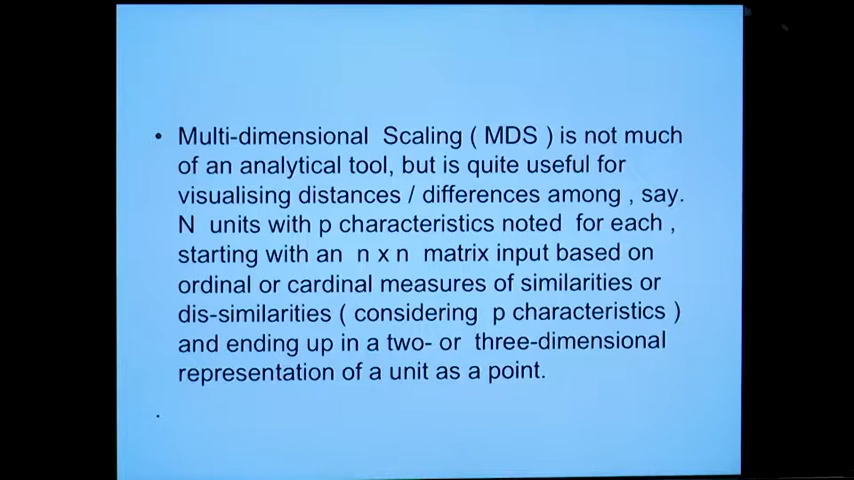 • Multi-dimensional Scaling ( MDS ) is not much
of an analytical tool, but is quite useful for
visualising distances / differences among , say.
N units with p characteristics noted for each ,
starting with an n x n matrix input based on
ordinal or cardinal measures of similarities or
dis-similarities ( considering p characteristics )
and ending up in a two- or three-dimensional
representation of a unit as a point.
.